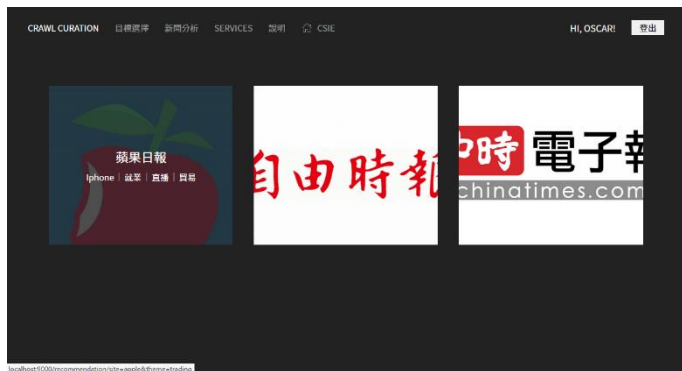 CRAWL CURATION 目標選擇 新聞分析 SERVICES 說明 CSIE HI, OSCAR! 登出
蘋果日報
Iphone | 就業 | 直播 | 貿易
自由時報
中時 電子報
chinatimes.com
localhost:9000/recommendation/site=apple&theme=trading